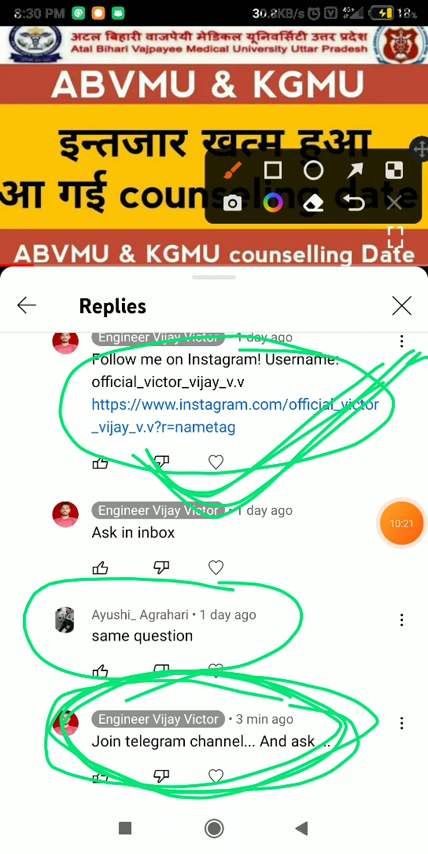 8:30 PM
30.8KB/s
4G+
18%
अटल बिहारी वाजपेयी मेडिकल यूनिवर्सिटी उत्तर प्रदेश
Atal Bihari Vajpayee Medical University Uttar Pradesh
ABVMU & KGMU
इन्तजार खत्म हुआ
आ गई counseling date
ABVMU & KGMU counselling Date
Replies
Engineer Vijay Victor • 1 day ago
Follow me on Instagram! Username:
official_victor_vijay_v.v
https://www.instagram.com/official_victor
_vijay_v.v?r=nametag
Engineer Vijay Victor • 1 day ago
Ask in inbox
10:21
Ayushi_ Agrahari • 1 day ago
same question
Engineer Vijay Victor • 3 min ago
Join telegram channel... And ask ...